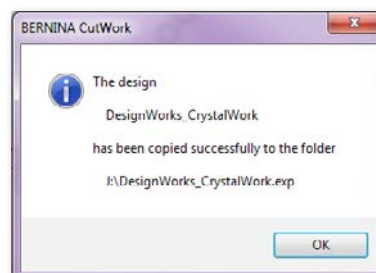 BERNINA CutWork
The design
DesignWorks_CrystalWork
has been copied successfully to the folder
J:\DesignWorks_CrystalWork.exp
OK